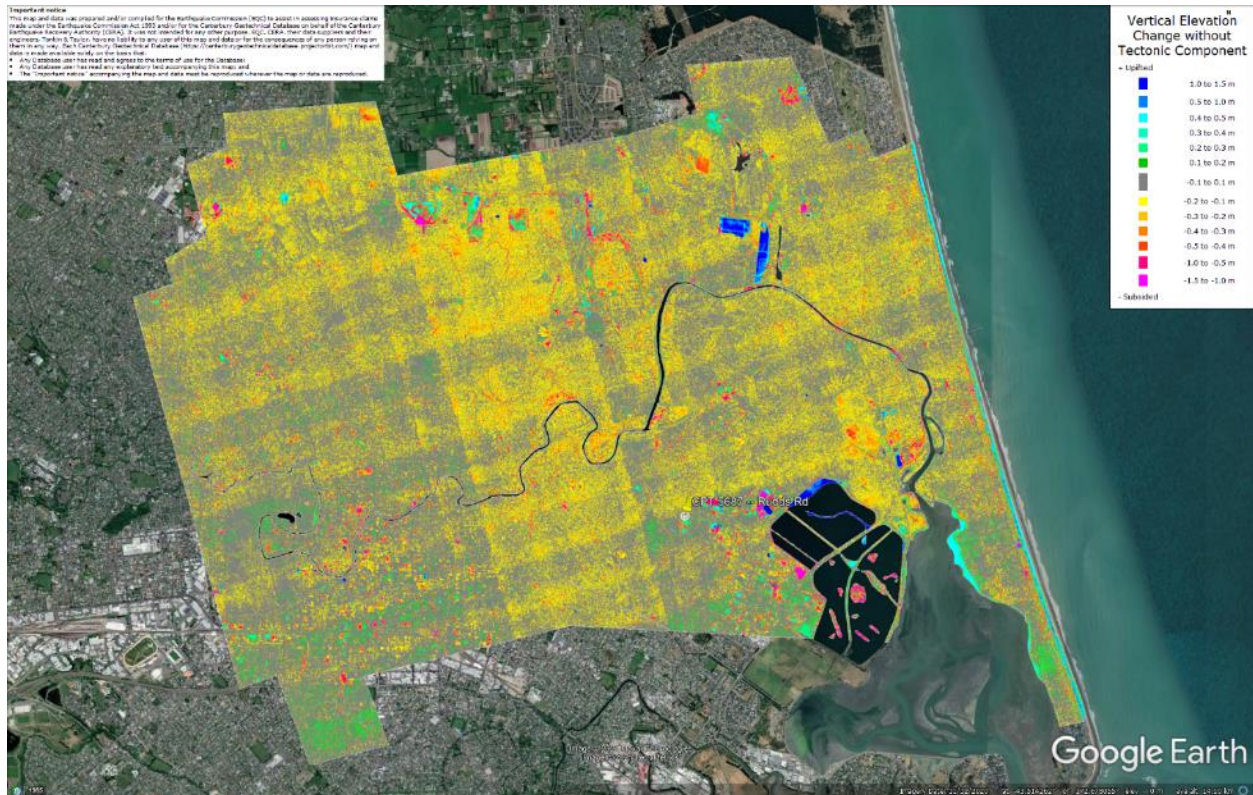 Important notice
This map and data was prepared and/or compiled for the Earthquake Commission (EQC) to assist in assessing insurance claims
made under the Earthquake Commission Act 1993 and/or for the Canterbury Geotechnical Database on behalf of the Canterbury
Earthquake Recovery Authority (CERA). It was not intended for any other purpose. EQC, CERA, their data suppliers and their
engineers, Tonkin & Taylor, have no liability to any user of this map and data or for the consequences of any person relying on
them in any way. Each Canterbury Geotechnical Database (https://canterburygeotechnicaldatabase.projectorbit.com/) map and
data is made available solely on the basis that:
• Any Database user has read and agrees to the terms of use for the Database;
• Any Database user has read any explanatory text accompanying this map; and
• The "Important notice" accompanying the map and data must be reproduced wherever the map or data are reproduced.
Vertical Elevation
Change without
Tectonic Component
+ Uplifted
1.0 to 1.5 m
0.5 to 1.0 m
0.4 to 0.5 m
0.3 to 0.4 m
0.2 to 0.3 m
0.1 to 0.2 m
-0.1 to 0.1 m
-0.2 to -0.1 m
-0.3 to -0.2 m
-0.4 to -0.3 m
-0.5 to -0.4 m
-1.0 to -0.5 m
-1.5 to -1.0 m
- Subsided
Rd
Google Earth
1985
Imagery Date: